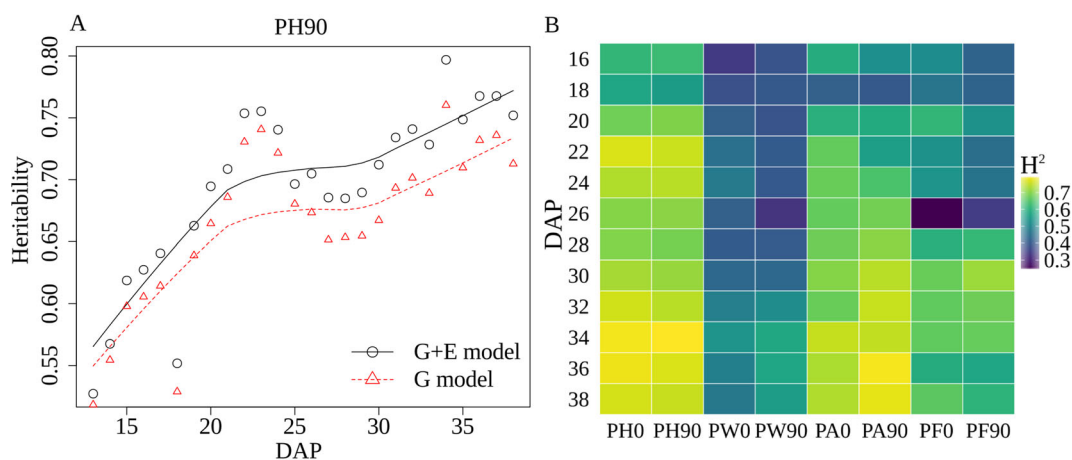 A
PH90
Heritability
0.80
0.75
0.70
0.65
0.60
0.55
G+E model
G model
15 20 25 30 35
DAP
B
DAP
16
18
20
22
24
26
28
30
32
34
36
38
PH0 PH90 PW0 PW90 PA0 PA90 PF0 PF90
H²
0.7
0.6
0.5
0.4
0.3